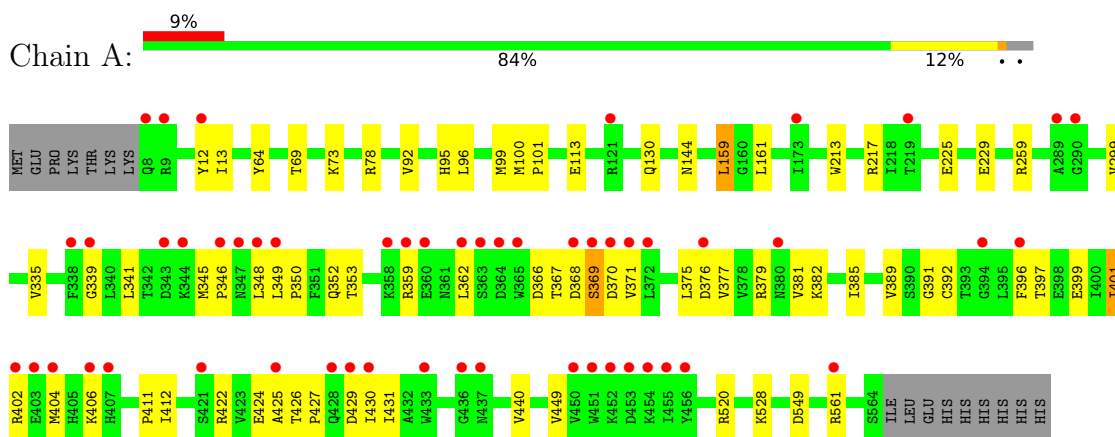 9%
Chain A:
84% 12% • •
MET GLU PRO LYS THR LYS LYS Q8 R9 Y12 I13 Y64 T69 K73 R78 V92 H95 L96 M99 M100 P101 E113 R121 Q130 N144 L159 G160 L161 I173 W213 R217 I218 T219 E225 E229 R259 A289 G290
V335 F338 G339 L340 L341 T342 D343 K344 M345 P346 N347 L348 L349 P350 F351 Q352 T353 K358 R359 E360 N361 L362 S363 D364 W365 D366 T367 D368 S369 D370 V371 L372 L375 D376 V377 V378 R379 N380 V381 K382 I385 V389 S390 G391 C392 T393 G394 L395 F396 T397 E398 E399 I400
R402 E403 M404 H405 K406 H407 P411 I412 S421 R422 V423 E424 A425 T426 P427 Q428 D429 I430 I431 A432 W433 G436 N437 V440 V449 V450 W451 K452 D453 K454 I455 Y456 R520 K528 D549 R561 S564 ILE LEU GLU HIS HIS HIS HIS HIS HIS